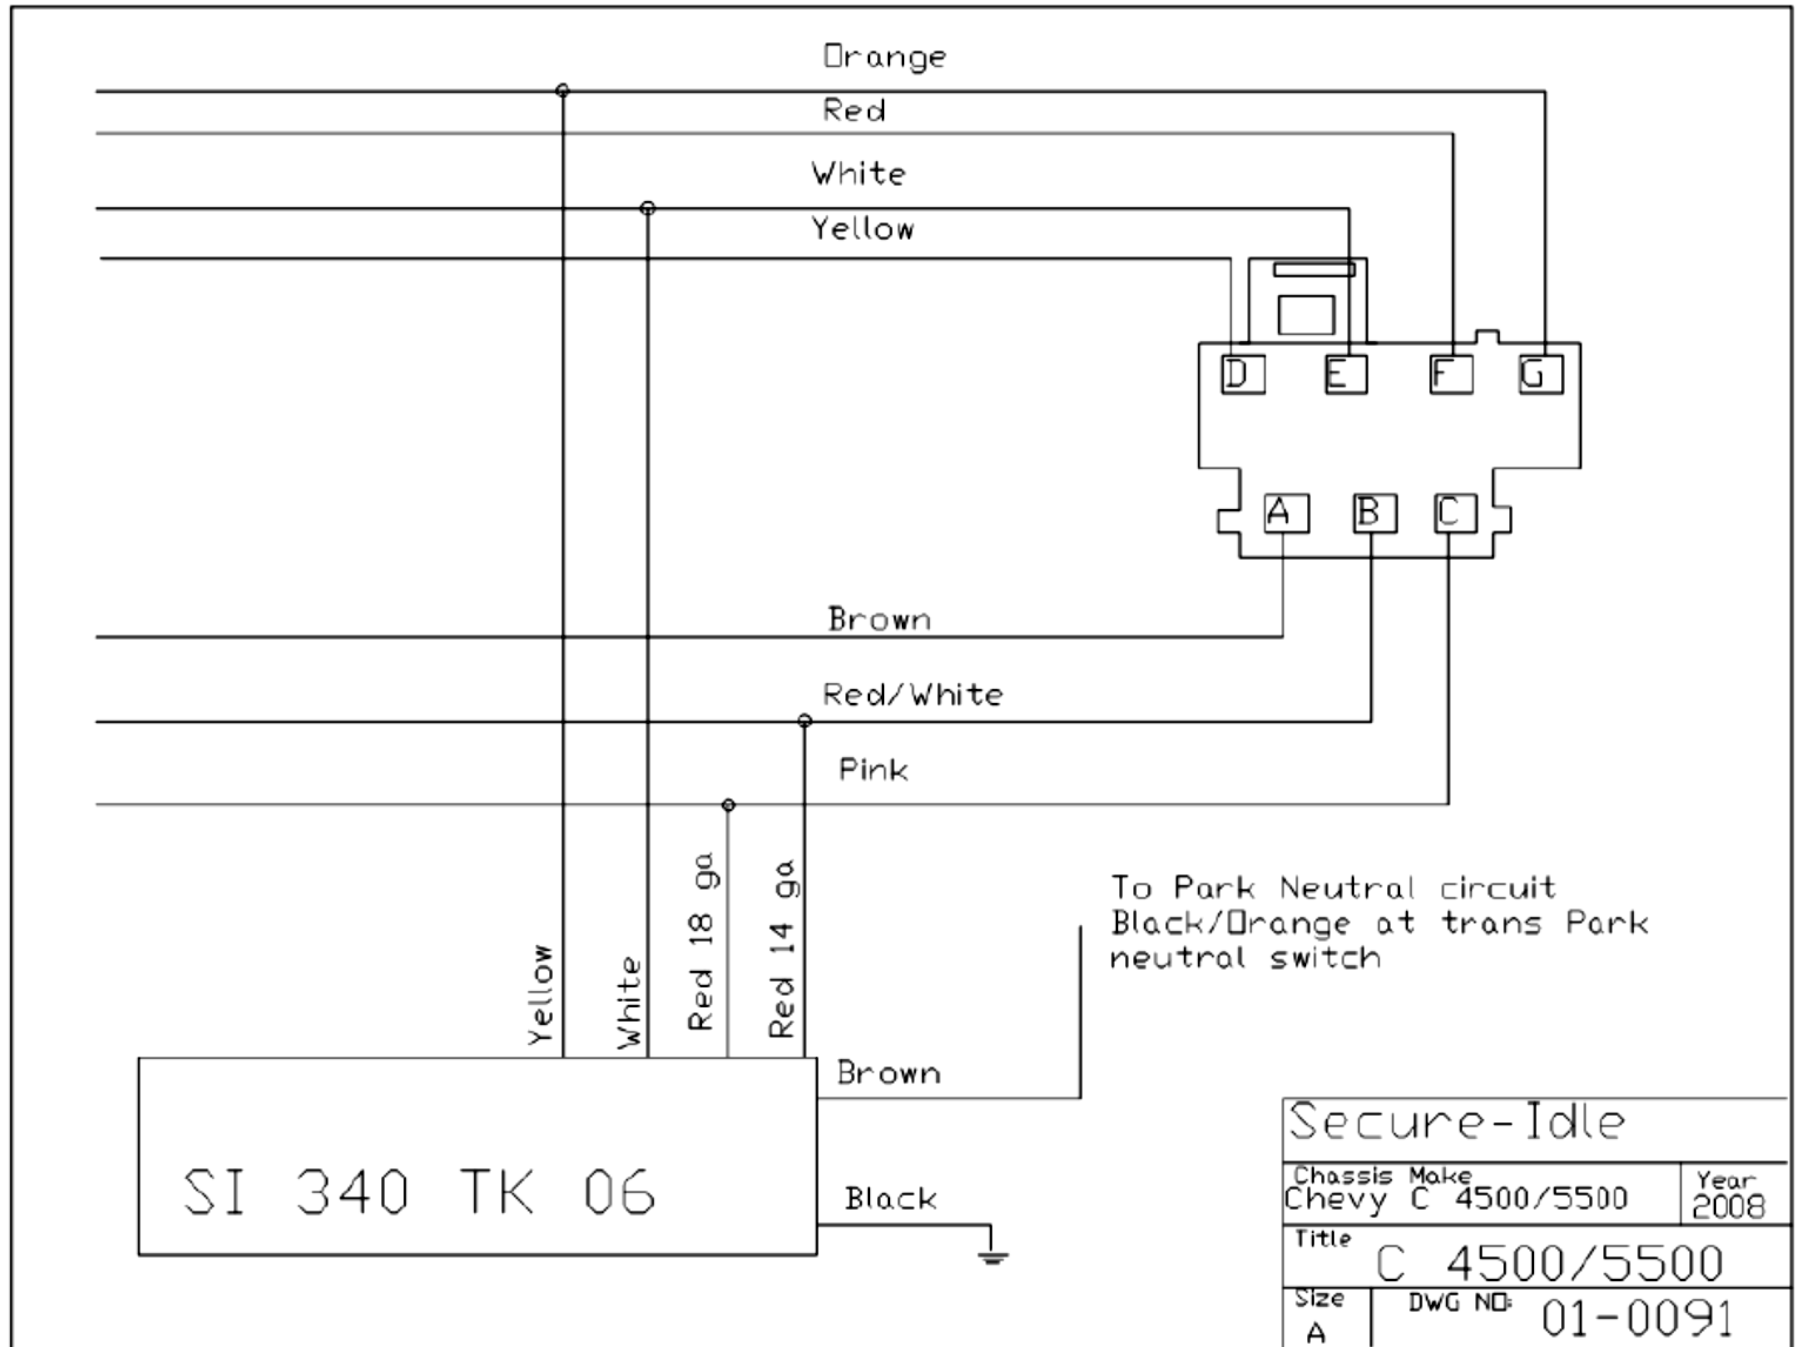 Orange
Red
White
Yellow
D E F G
A B C
Brown
Red/White
Pink
Yellow
White
Red 18 ga
Red 14 ga
To Park Neutral circuit
Black/Orange at trans Park
neutral switch
Brown
SI 340 TK 06
Black
Secure-Idle
Chassis Make
Chevy C 4500/5500
Year
2008
Title
C 4500/5500
Size
A
DWG NO:
01-0091